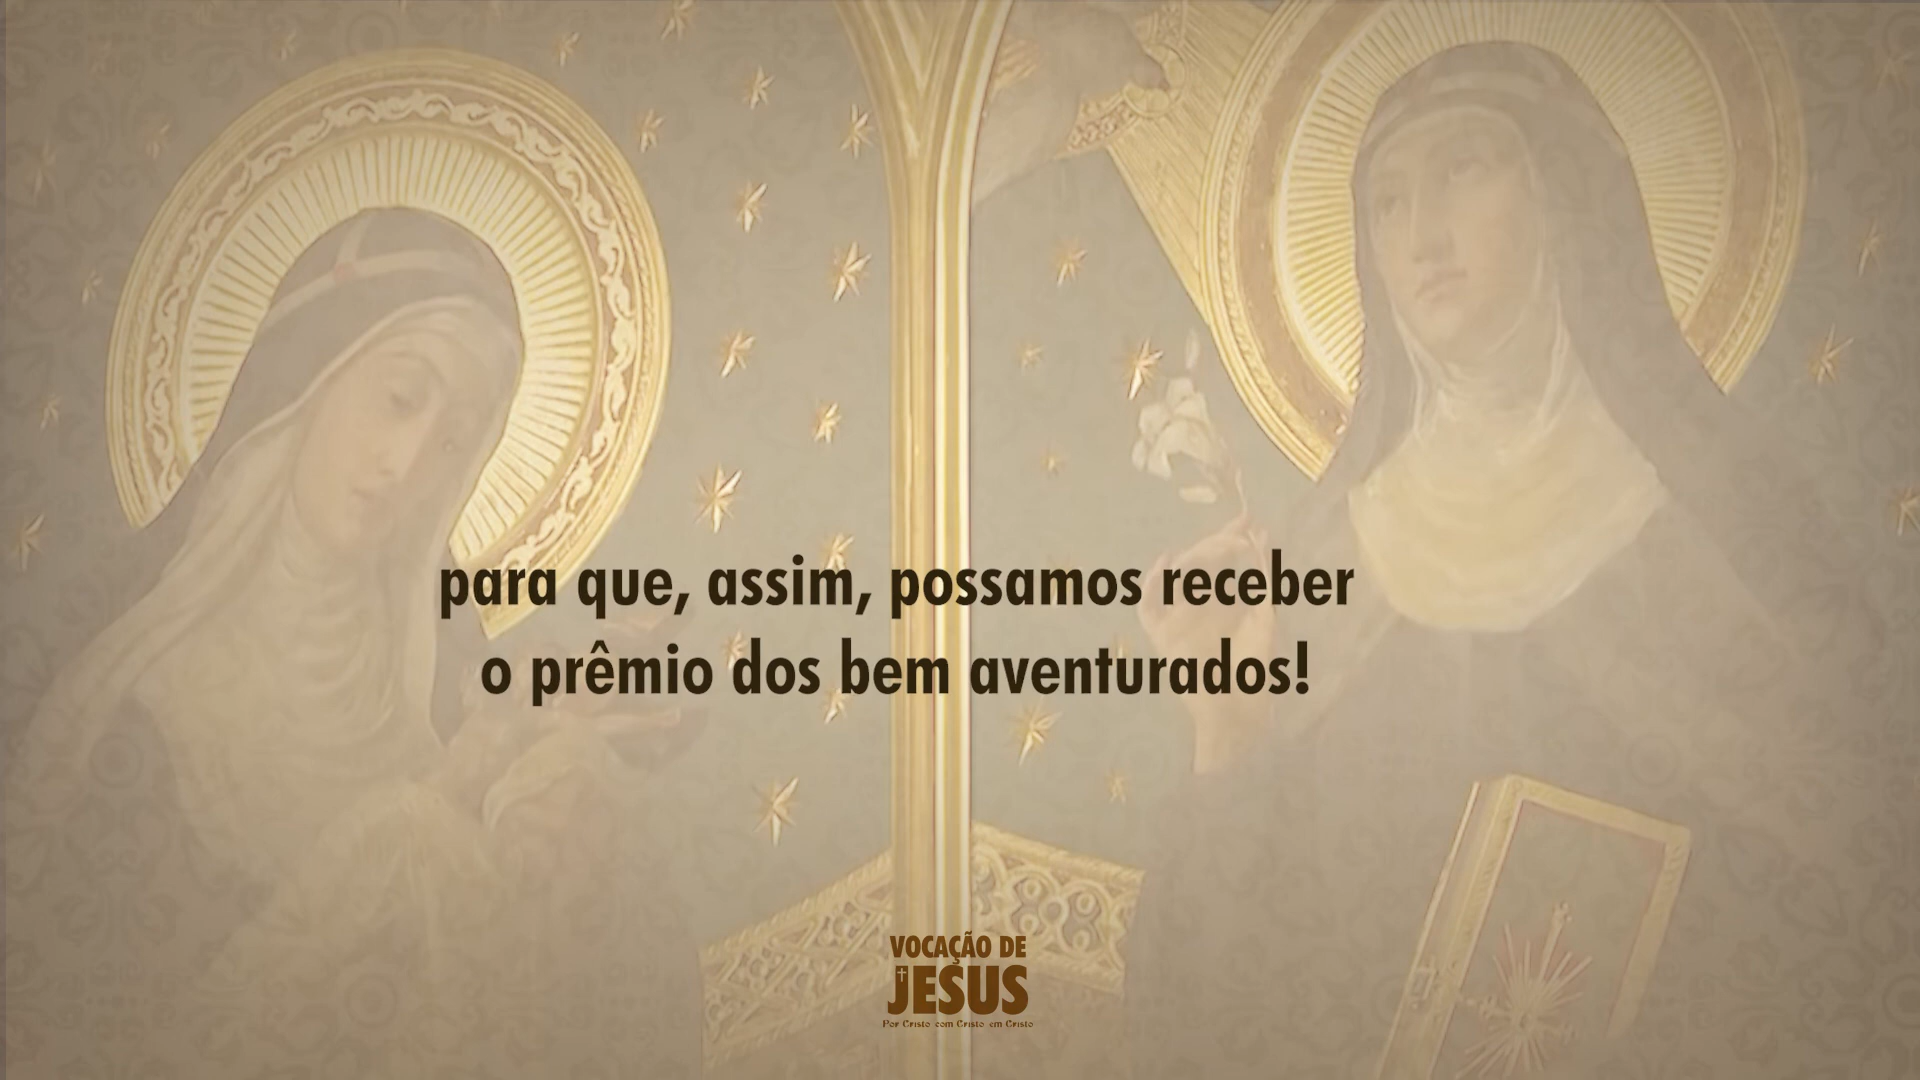 para que, assim, possamos receber
o prêmio dos bem aventurados!
VOCAÇÃO DE
JESUS
Por Cristo com Cristo em Cristo